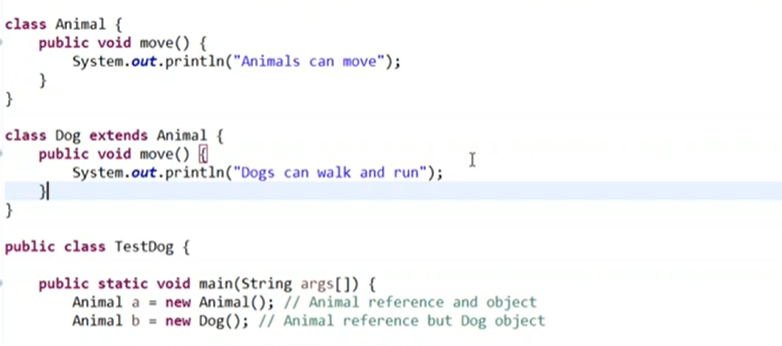 class Animal {
public void move() {
System.out.println("Animals can move");
}
}
class Dog extends Animal {
public void move() {
System.out.println("Dogs can walk and run");
}
}
public class TestDog {
public static void main(String args[]) {
Animal a = new Animal(); // Animal reference and object
Animal b = new Dog(); // Animal reference but Dog object